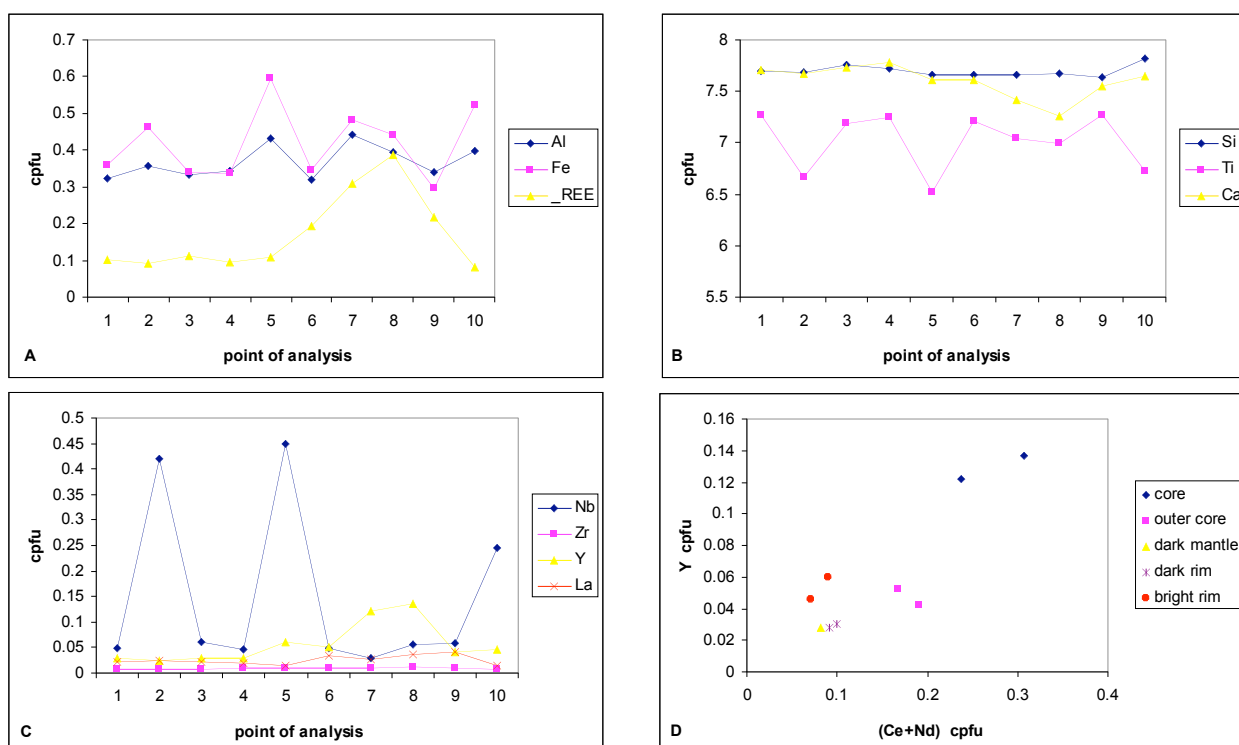 0.7
0.6
0.5
0.4
0.3
0.2
0.1
0
cpfu
1 2 3 4 5 6 7 8 9 10
point of analysis
A
Al
Fe
_REE
8
7.5
7
6.5
6
5.5
cpfu
1 2 3 4 5 6 7 8 9 10
point of analysis
B
Si
Ti
Ca
0.5
0.45
0.4
0.35
0.3
0.25
0.2
0.15
0.1
0.05
0
cpfu
1 2 3 4 5 6 7 8 9 10
point of analysis
C
Nb
Zr
Y
La
0.16
0.14
0.12
0.1
0.08
0.06
0.04
0.02
0
Y cpfu
0 0.1 0.2 0.3 0.4
(Ce+Nd) cpfu
D
core
outer core
dark mantle
dark rim
bright rim